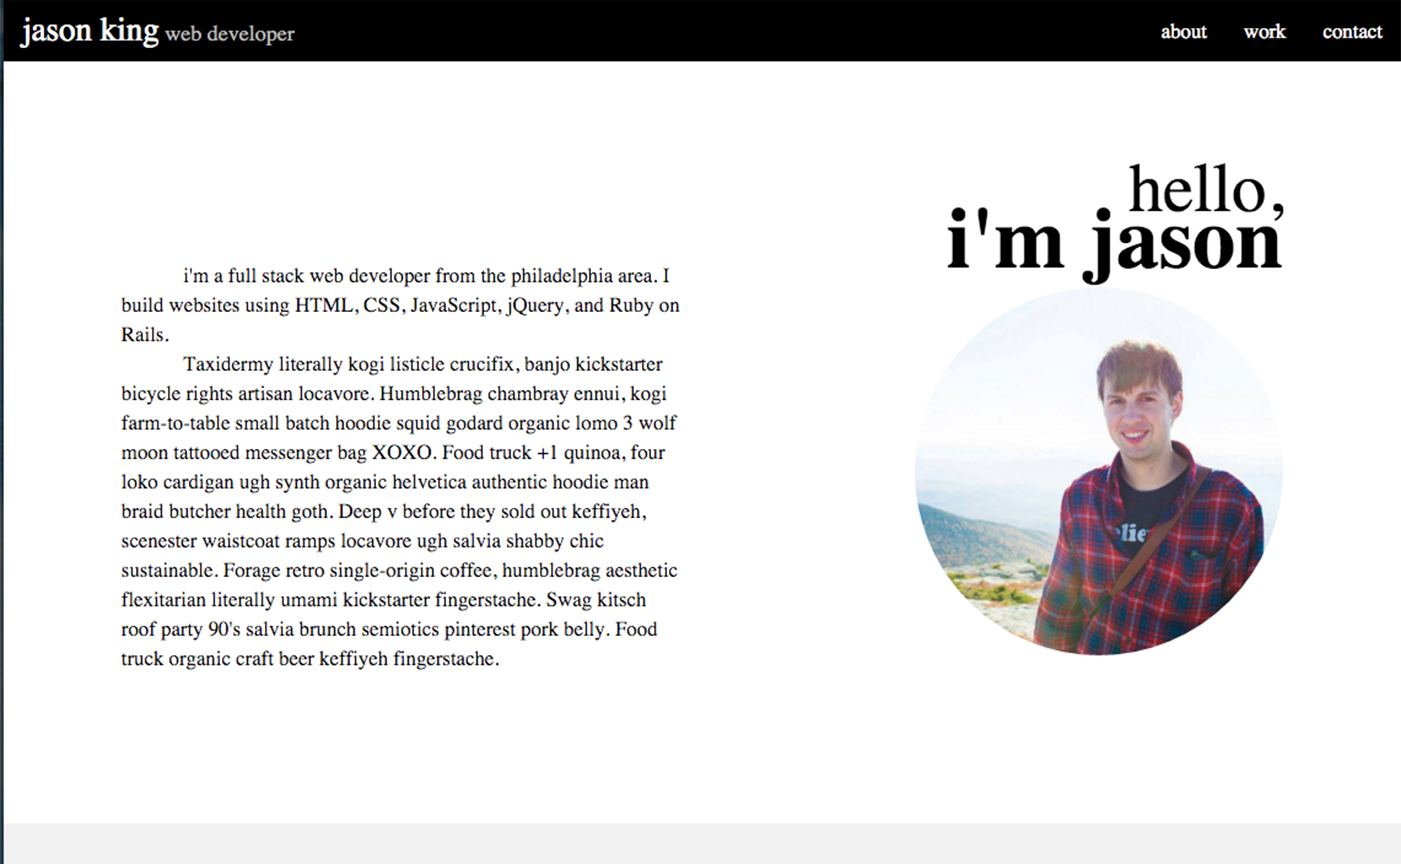 jason king web developer
about work contact
hello,
i'm jason
i'm a full stack web developer from the philadelphia area. I
build websites using HTML, CSS, JavaScript, jQuery, and Ruby on
Rails.
Taxidermy literally kogi listicle crucifix, banjo kickstarter
bicycle rights artisan locavore. Humblebrag chambray ennui, kogi
farm-to-table small batch hoodie squid godard organic lomo 3 wolf
moon tattooed messenger bag XOXO. Food truck +1 quinoa, four
loko cardigan ugh synth organic helvetica authentic hoodie man
braid butcher health goth. Deep v before they sold out keffiyeh,
scenester waistcoat ramps locavore ugh salvia shabby chic
sustainable. Forage retro single-origin coffee, humblebrag aesthetic
flexitarian literally umami kickstarter fingerstache. Swag kitsch
roof party 90's salvia brunch semiotics pinterest pork belly. Food
truck organic craft beer keffiyeh fingerstache.